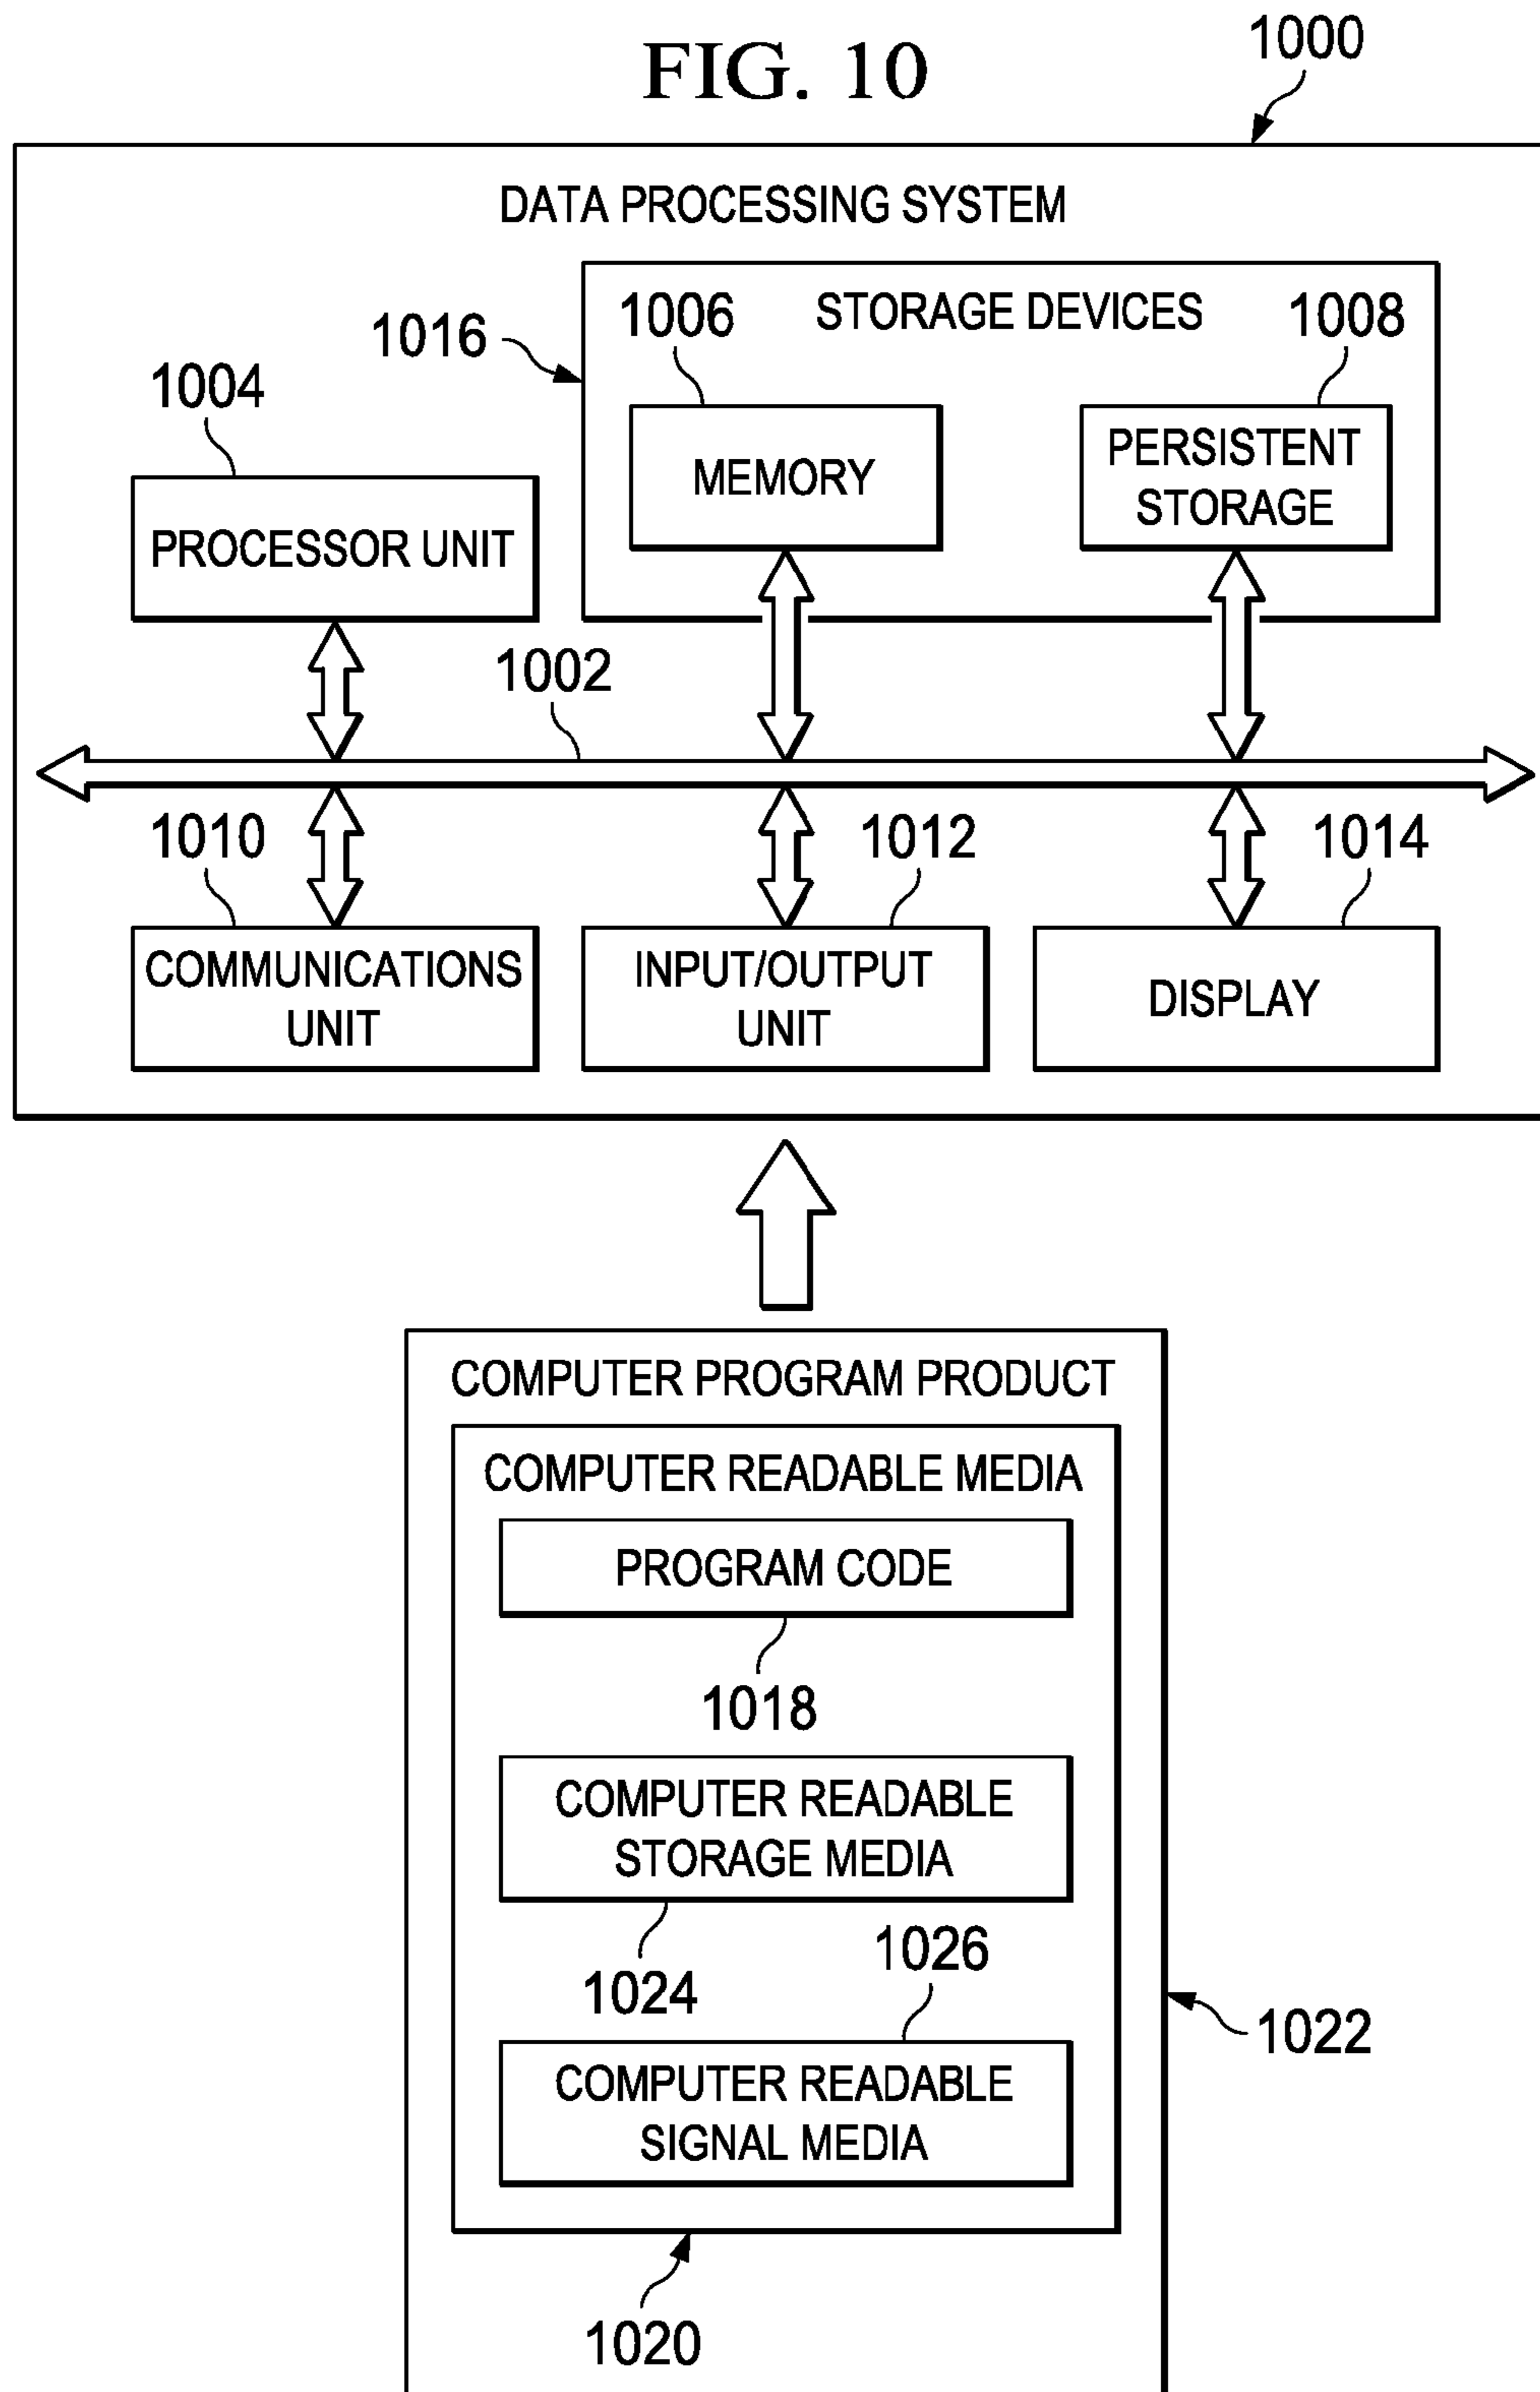 FIG. 10
1000
DATA PROCESSING SYSTEM
1016
1006
STORAGE DEVICES
1008
1004
MEMORY
PERSISTENT
STORAGE
PROCESSOR UNIT
1002
1010
1012
1014
COMMUNICATIONS
UNIT
INPUT/OUTPUT
UNIT
DISPLAY
COMPUTER PROGRAM PRODUCT
COMPUTER READABLE MEDIA
PROGRAM CODE
1018
COMPUTER READABLE
STORAGE MEDIA
1024
1026
COMPUTER READABLE
SIGNAL MEDIA
1022
1020